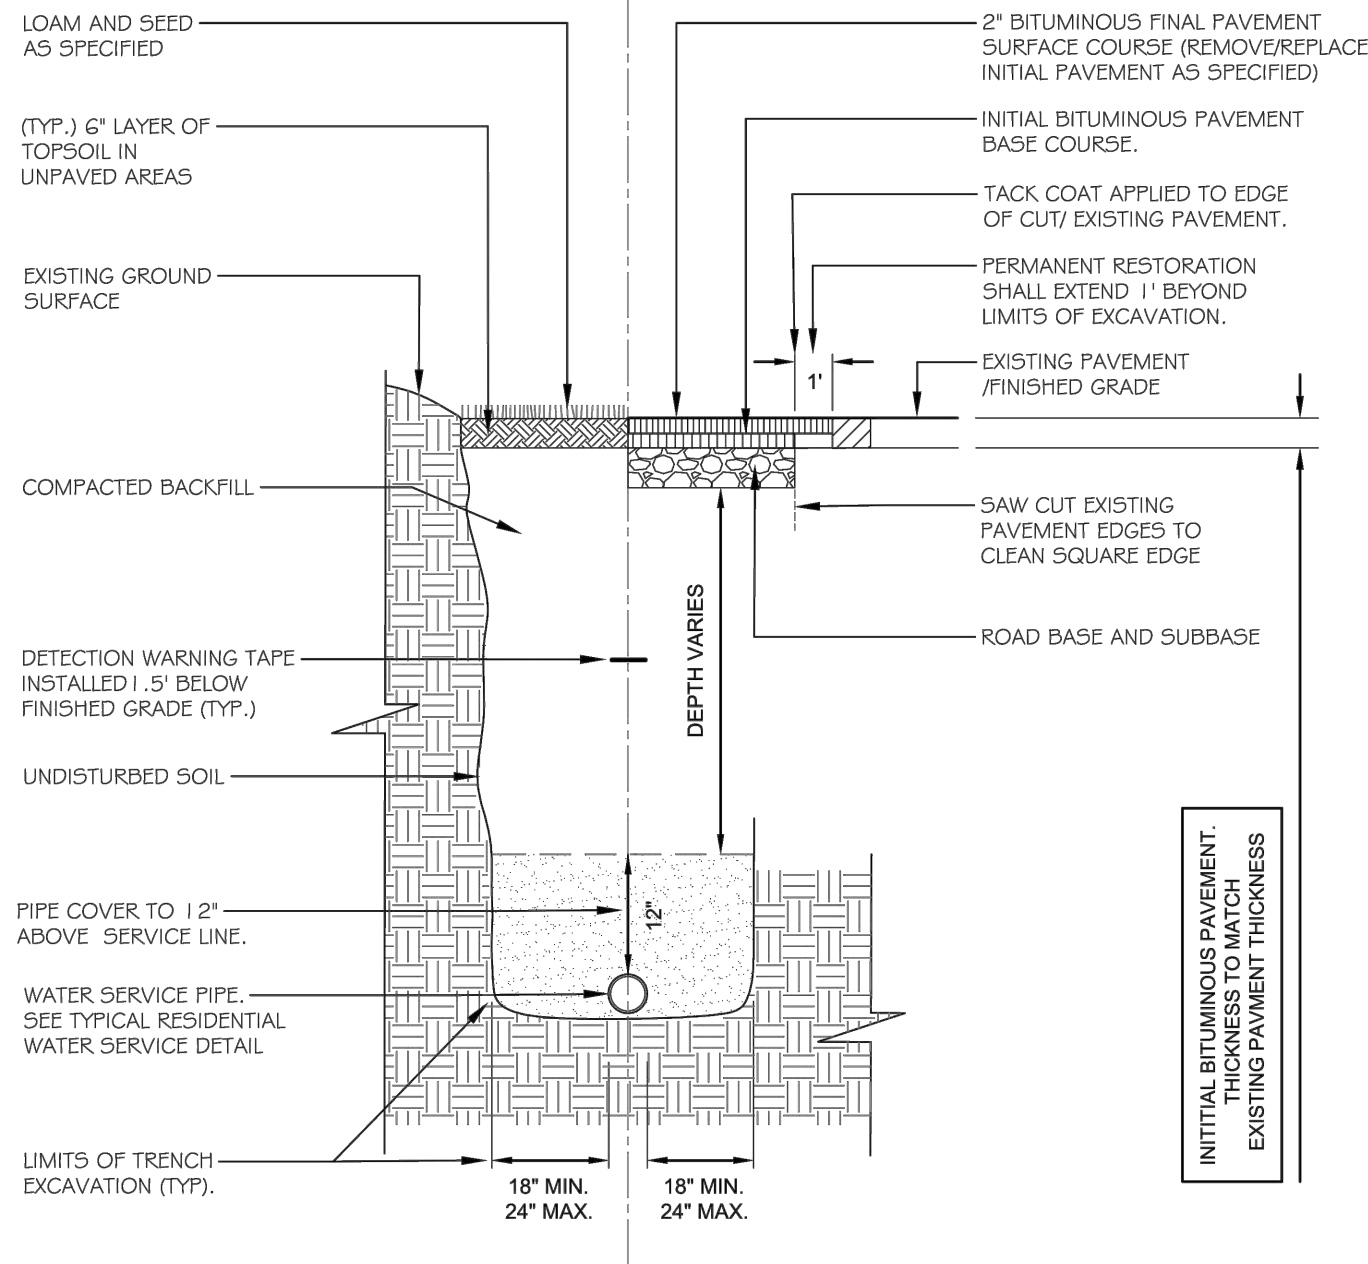 LOAM AND SEED
AS SPECIFIED
(TYP.) 6" LAYER OF
TOPSOIL IN
UNPAVED AREAS
EXISTING GROUND
SURFACE
COMPACTED BACKFILL
DETECTION WARNING TAPE
INSTALLED 1.5' BELOW
FINISHED GRADE (TYP.)
UNDISTURBED SOIL
PIPE COVER TO 12"
ABOVE SERVICE LINE.
WATER SERVICE PIPE.
SEE TYPICAL RESIDENTIAL
WATER SERVICE DETAIL
LIMITS OF TRENCH
EXCAVATION (TYP).
2" BITUMINOUS FINAL PAVEMENT
SURFACE COURSE (REMOVE/REPLACE
INITIAL PAVEMENT AS SPECIFIED)
INITIAL BITUMINOUS PAVEMENT
BASE COURSE.
TACK COAT APPLIED TO EDGE
OF CUT/ EXISTING PAVEMENT.
PERMANENT RESTORATION
SHALL EXTEND 1' BEYOND
LIMITS OF EXCAVATION.
EXISTING PAVEMENT
/FINISHED GRADE
1'
SAW CUT EXISTING
PAVEMENT EDGES TO
CLEAN SQUARE EDGE
ROAD BASE AND SUBBASE
DEPTH VARIES
12"
18" MIN.
24" MAX.
18" MIN.
24" MAX.
INITITIAL BITUMINOUS PAVEMENT.
THICKNESS TO MATCH
EXISTING PAVMENT THICKNESS